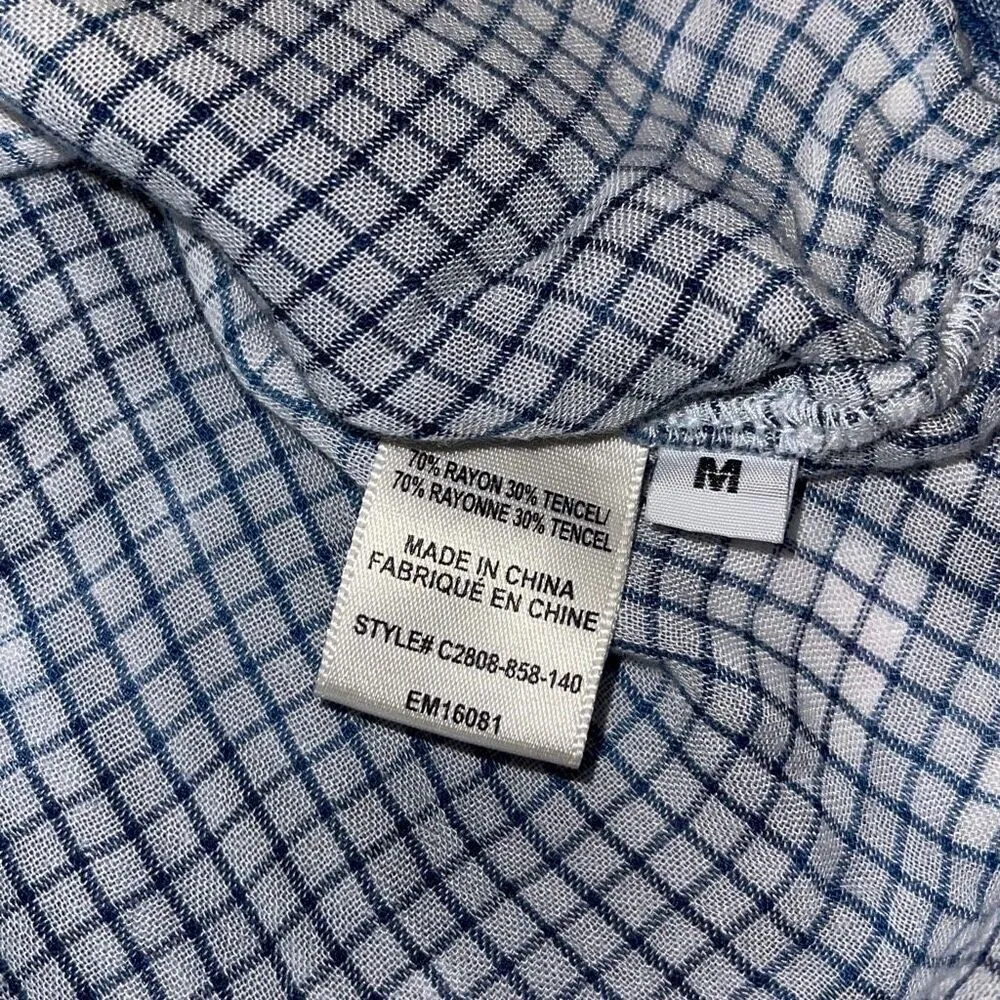 70% RAYON 30% TENCEL/
70% RAYONNE 30% TENCEL
MADE IN CHINA
FABRIQUÉ EN CHINE
STYLE# C2808-858-140
EM16081
M